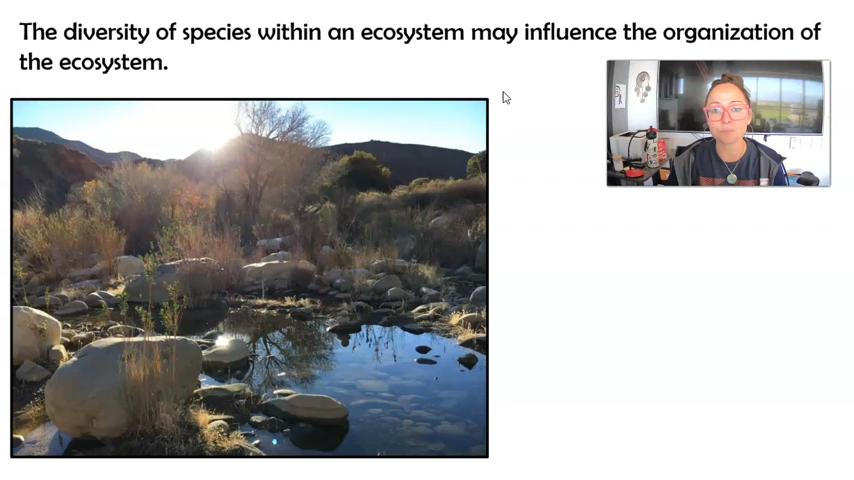 The diversity of species within an ecosystem may influence the organization of
the ecosystem.